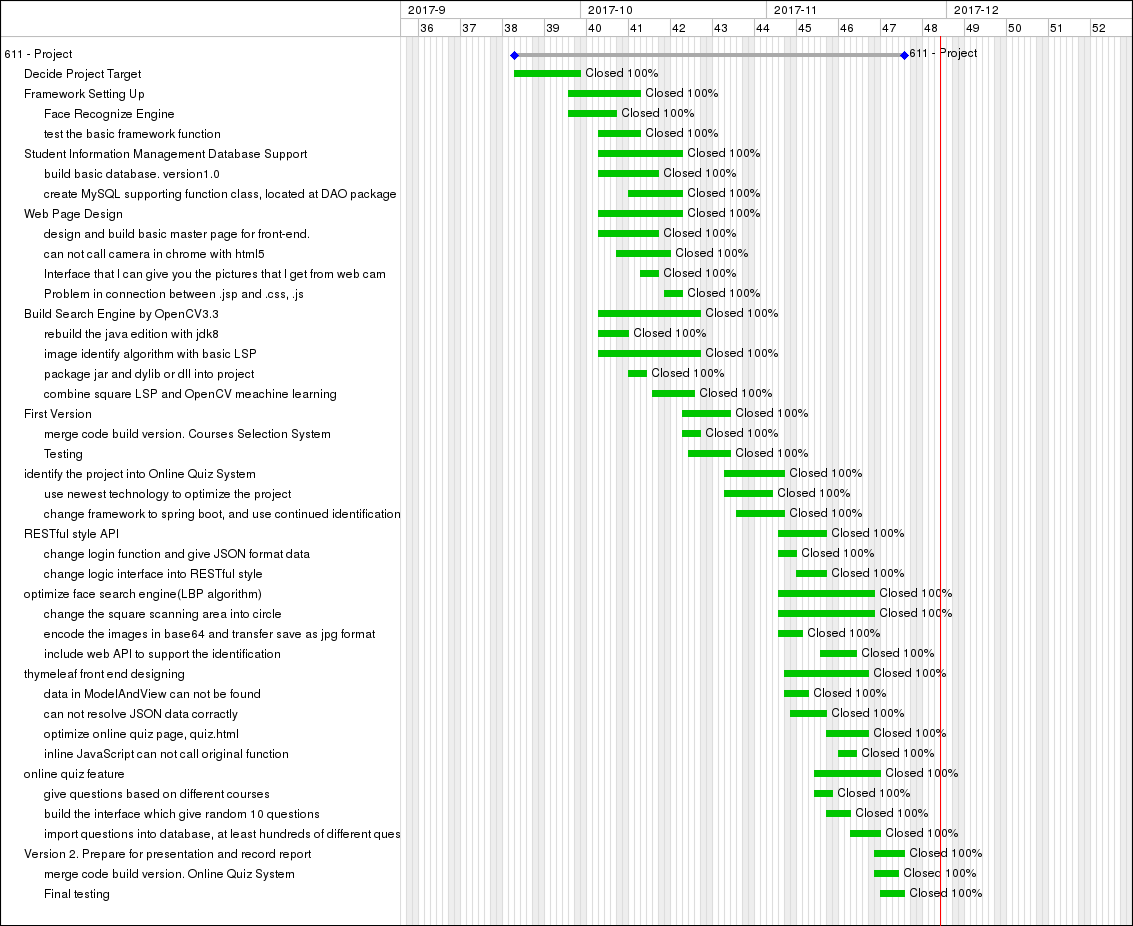 2017-9 2017-10 2017-11 2017-12
36 37 38 39 40 41 42 43 44 45 46 47 48 49 50 51 52
611 - Project 611 - Project
Decide Project Target Closed 100%
Framework Setting Up Closed 100%
Face Recognize Engine Closed 100%
test the basic framework function Closed 100%
Student Information Management Database Support Closed 100%
build basic database. version1.0 Closed 100%
create MySQL supporting function class, located at DAO package Closed 100%
Web Page Design Closed 100%
design and build basic master page for front-end. Closed 100%
can not call camera in chrome with html5 Closed 100%
Interface that I can give you the pictures that I get from web cam Closed 100%
Problem in connection between .jsp and .css, .js Closed 100%
Build Search Engine by OpenCV3.3 Closed 100%
rebuild the java edition with jdk8 Closed 100%
image identify algorithm with basic LSP Closed 100%
package jar and dylib or dll into project Closed 100%
combine square LSP and OpenCV meachine learning Closed 100%
First Version Closed 100%
merge code build version. Courses Selection System Closed 100%
Testing Closed 100%
identify the project into Online Quiz System Closed 100%
use newest technology to optimize the project Closed 100%
change framework to spring boot, and use continued identification Closed 100%
RESTful style API Closed 100%
change login function and give JSON format data Closed 100%
change logic interface into RESTful style Closed 100%
optimize face search engine(LBP algorithm) Closed 100%
change the square scanning area into circle Closed 100%
encode the images in base64 and transfer save as jpg format Closed 100%
include web API to support the identification Closed 100%
thymeleaf front end designing Closed 100%
data in ModelAndView can not be found Closed 100%
can not resolve JSON data corractly Closed 100%
optimize online quiz page, quiz.html Closed 100%
inline JavaScript can not call original function Closed 100%
online quiz feature Closed 100%
give questions based on different courses Closed 100%
build the interface which give random 10 questions Closed 100%
import questions into database, at least hundreds of different ques Closed 100%
Version 2. Prepare for presentation and record report Closed 100%
merge code build version. Online Quiz System Closed 100%
Final testing Closed 100%